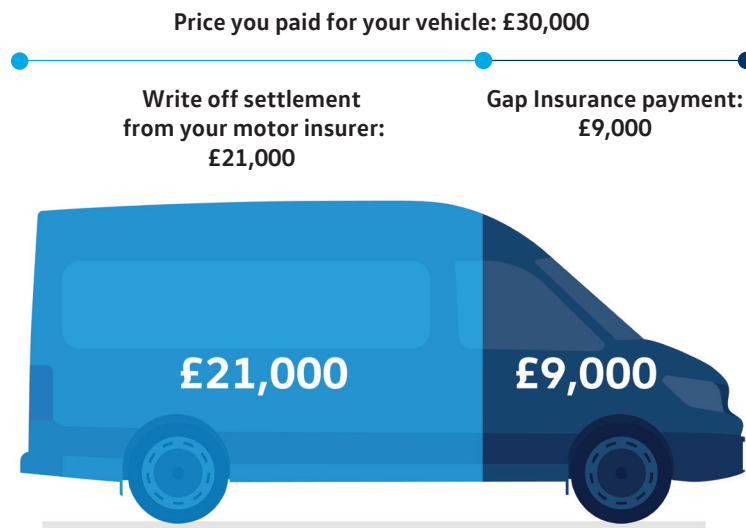 Price you paid for your vehicle: £30,000
Write off settlement
from your motor insurer:
£21,000
Gap Insurance payment:
£9,000
£21,000
£9,000